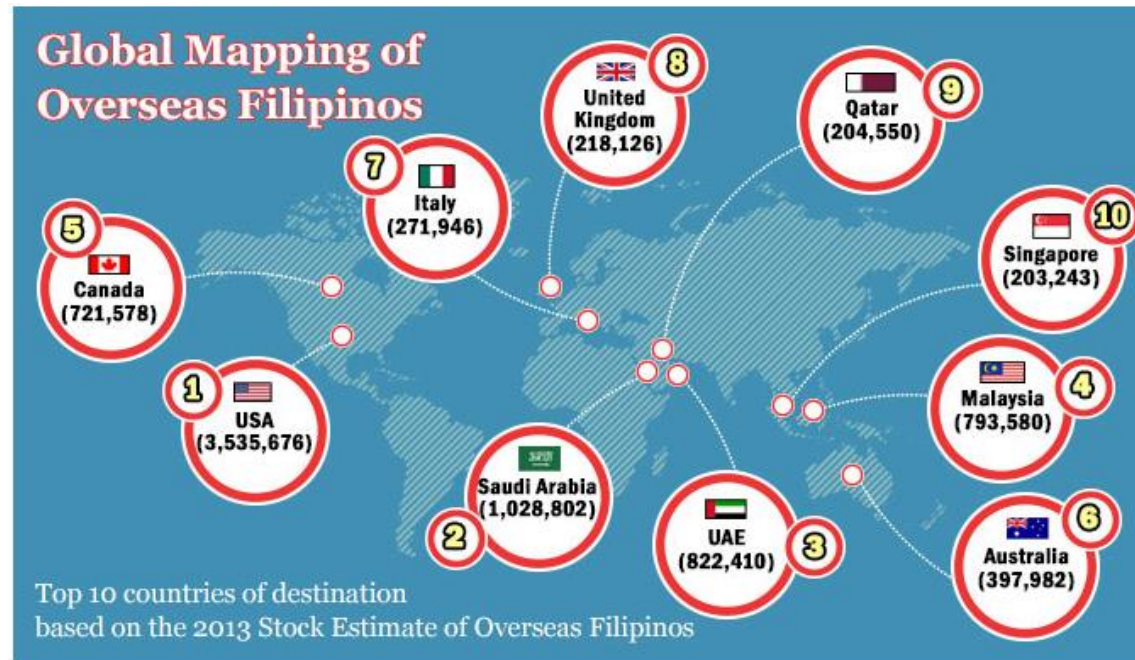 Global Mapping of
Overseas Filipinos
8
United
Kingdom
(218,126)
9
Qatar
(204,550)
7
Italy
(271,946)
10
Singapore
(203,243)
5
Canada
(721,578)
1
USA
(3,535,676)
4
Malaysia
(793,580)
2
Saudi Arabia
(1,028,802)
3
UAE
(822,410)
6
Australia
(397,982)
Top 10 countries of destination
based on the 2013 Stock Estimate of Overseas Filipinos